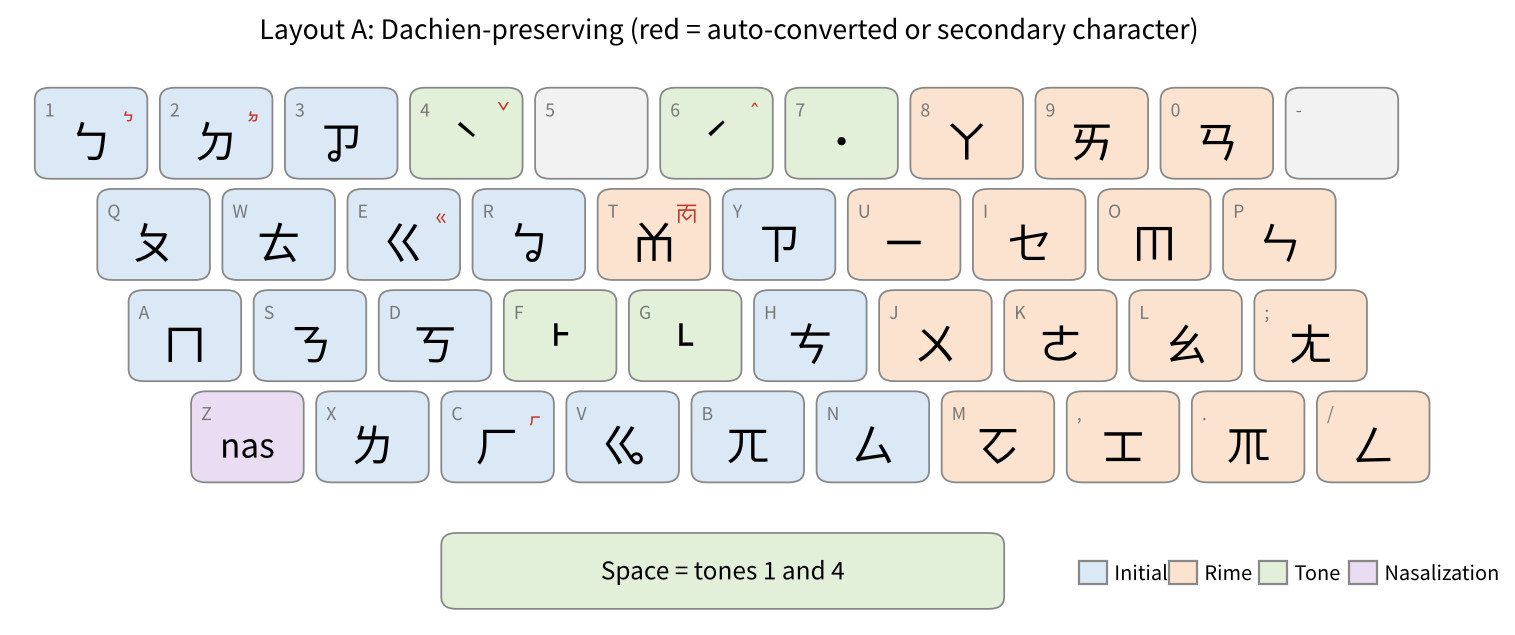 Layout A: Dachien-preserving (red = auto-converted or secondary character)
1 ㄅ ㆴ 2 ㄉ ㆵ 3 ㆡ 4 ˋ ˇ 5 6 ˊ ˆ 7 ˙ 8 ㄚ 9 ㄞ 0 ㄢ -
Q ㄆ W ㄊ E ㄍ ㆻ R ㆠ T ㆰ ㆱ Y ㄗ U ㄧ I ㆤ O ㆬ P ㄣ
A ㄇ S ㄋ D ㄎ F ˫ G ˪ H ㄘ J ㄨ K ㄜ L ㄠ ; ㄤ
Z nas X ㄌ C ㄏ ㆷ V ㆣ B ㄫ N ㄙ M ㆦ , ㆲ . ㆭ / ㄥ
Space = tones 1 and 4
Initial Rime Tone Nasalization